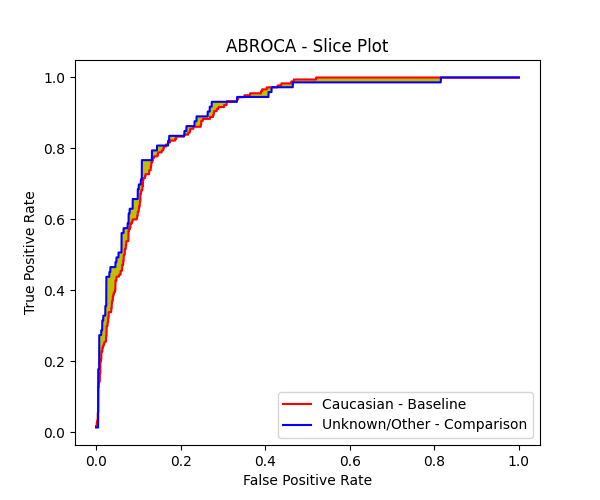 ABROCA - Slice Plot
True Positive Rate
1.0
0.8
0.6
0.4
0.2
0.0
Caucasian - Baseline
Unknown/Other - Comparison
0.0 0.2 0.4 0.6 0.8 1.0
False Positive Rate